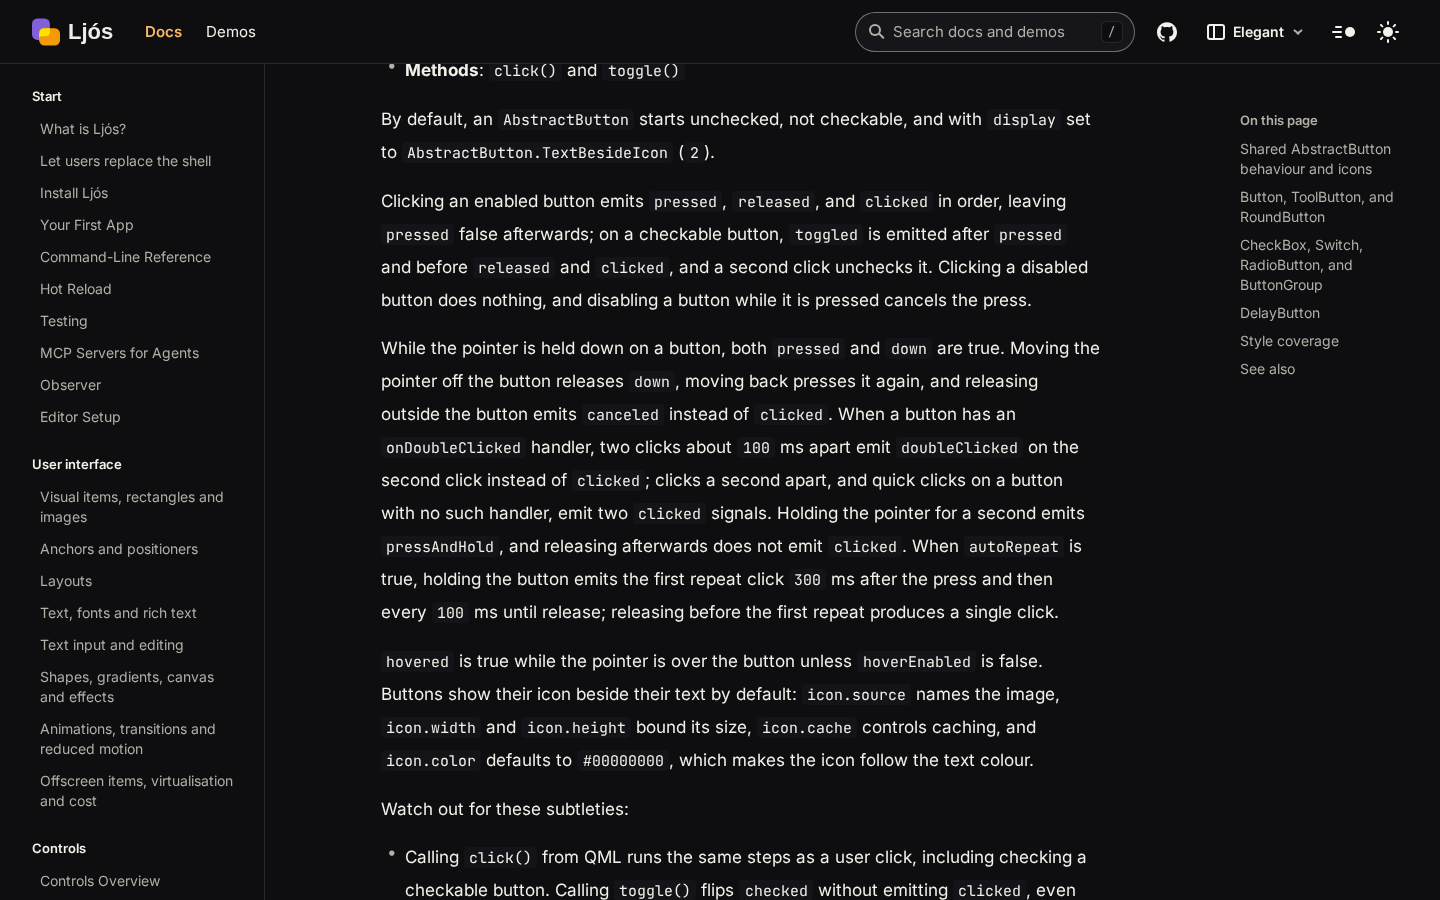 Ljós
Docs
Demos
Search docs and demos
/
Elegant
Start
What is Ljós?
Let users replace the shell
Install Ljós
Your First App
Command-Line Reference
Hot Reload
Testing
MCP Servers for Agents
Observer
Editor Setup
User interface
Visual items, rectangles and
images
Anchors and positioners
Layouts
Text, fonts and rich text
Text input and editing
Shapes, gradients, canvas
and effects
Animations, transitions and
reduced motion
Offscreen items, virtualisation
and cost
Controls
Controls Overview
• Methods: click() and toggle()
By default, an AbstractButton starts unchecked, not checkable, and with display set
to AbstractButton.TextBesideIcon ( 2 ).
Clicking an enabled button emits pressed , released , and clicked in order, leaving
pressed false afterwards; on a checkable button, toggled is emitted after pressed
and before released and clicked , and a second click unchecks it. Clicking a disabled
button does nothing, and disabling a button while it is pressed cancels the press.
While the pointer is held down on a button, both pressed and down are true. Moving the
pointer off the button releases down , moving back presses it again, and releasing
outside the button emits canceled instead of clicked . When a button has an
onDoubleClicked handler, two clicks about 100 ms apart emit doubleClicked on the
second click instead of clicked ; clicks a second apart, and quick clicks on a button
with no such handler, emit two clicked signals. Holding the pointer for a second emits
pressAndHold , and releasing afterwards does not emit clicked . When autoRepeat is
true, holding the button emits the first repeat click 300 ms after the press and then
every 100 ms until release; releasing before the first repeat produces a single click.
hovered is true while the pointer is over the button unless hoverEnabled is false.
Buttons show their icon beside their text by default: icon.source names the image,
icon.width and icon.height bound its size, icon.cache controls caching, and
icon.color defaults to #00000000 , which makes the icon follow the text colour.
Watch out for these subtleties:
• Calling click() from QML runs the same steps as a user click, including checking a
checkable button. Calling toggle() flips checked without emitting clicked , even
On this page
Shared AbstractButton
behaviour and icons
Button, ToolButton, and
RoundButton
CheckBox, Switch,
RadioButton, and
ButtonGroup
DelayButton
Style coverage
See also